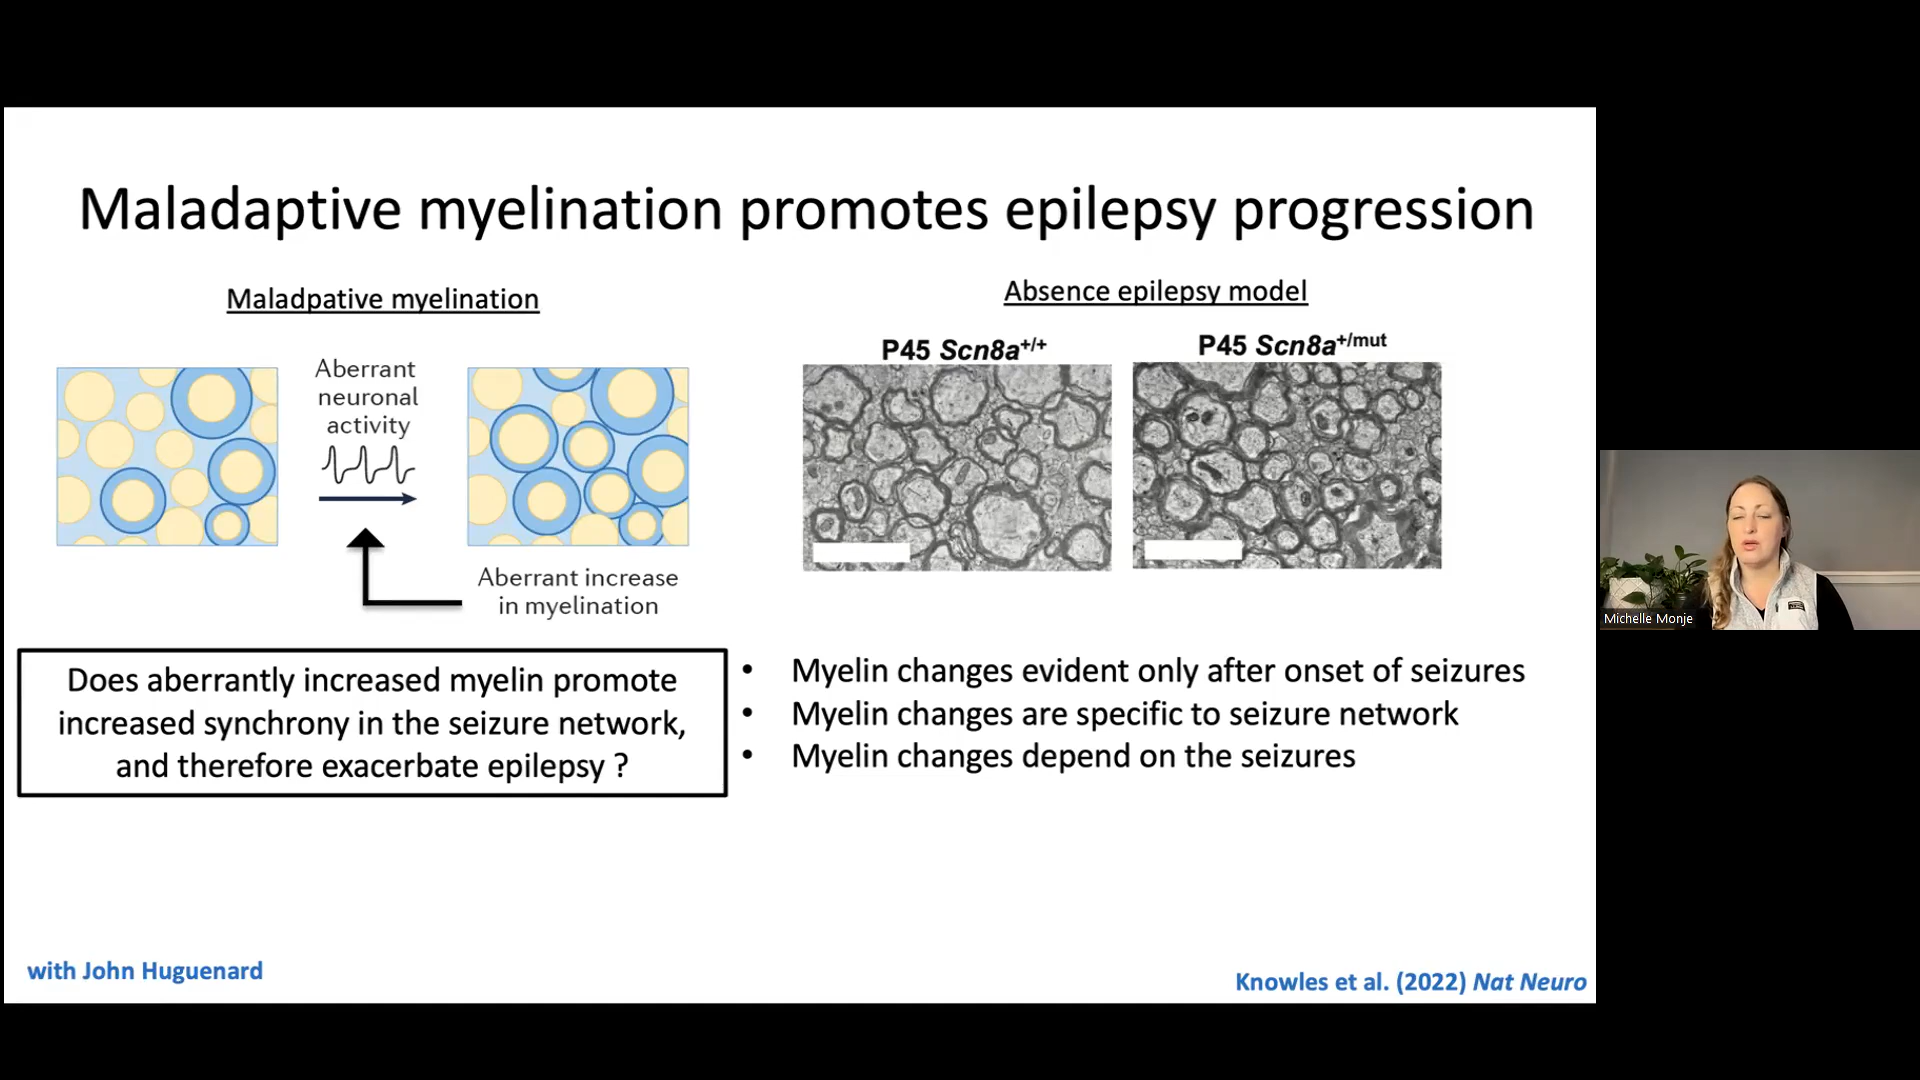 Maladaptive myelination promotes epilepsy progression
Maladpative myelination
Aberrant
neuronal
activity
Aberrant increase
in myelination
Absence epilepsy model
P45 Scn8a+/+
P45 Scn8a+/mut
Does aberrantly increased myelin promote
increased synchrony in the seizure network,
and therefore exacerbate epilepsy ?
• Myelin changes evident only after onset of seizures
• Myelin changes are specific to seizure network
• Myelin changes depend on the seizures
with John Huguenard
Knowles et al. (2022) Nat Neuro
Michelle Monje